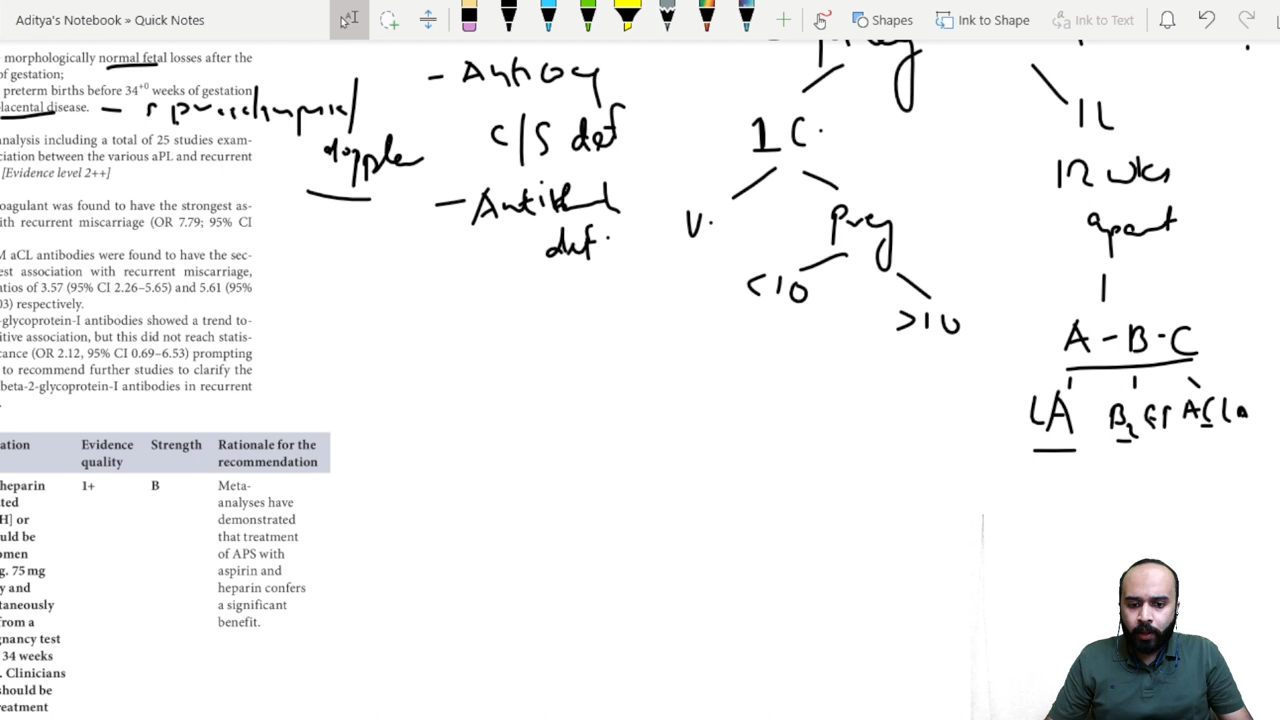 Aditya's Notebook » Quick Notes
Shapes
Ink to Shape
Ink to Text
morphologically normal fetal losses after the
of gestation;
preterm births before 34+0 weeks of gestation
lacental disease.
analysis including a total of 25 studies exam-
ciation between the various aPL and recurrent
[Evidence level 2++]
coagulant was found to have the strongest as-
ith recurrent miscarriage (OR 7.79; 95% CI
M aCL antibodies were found to have the sec-
est association with recurrent miscarriage,
atios of 3.57 (95% CI 2.26–5.65) and 5.61 (95%
03) respectively.
-glycoprotein-I antibodies showed a trend to-
itive association, but this did not reach statis-
cance (OR 2.12, 95% CI 0.69–6.53) prompting
to recommend further studies to clarify the
beta-2-glycoprotein-I antibodies in recurrent
ation
Evidence
quality
Strength
Rationale for the
recommendation
heparin
ted
H] or
uld be
omen
g. 75 mg
y and
taneously
from a
gnancy test
34 weeks
. Clinicians
should be
reatment
1+
B
Meta-
analyses have
demonstrated
that treatment
of APS with
aspirin and
heparin confers
a significant
benefit.
doppler
C/S def
def.
Preg
1 C.
V.
Preg
<10
>10
12 wks
apart
A - B - C
LA